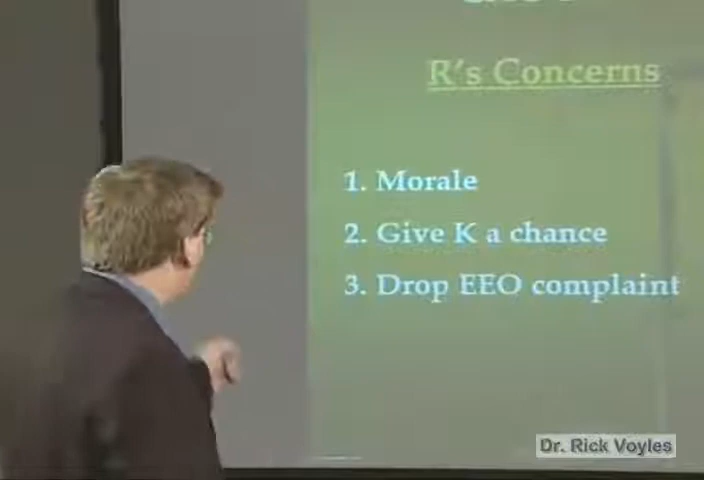 R's Concerns
1. Morale
2. Give K a chance
3. Drop EEO complaint
Dr. Rick Voyles